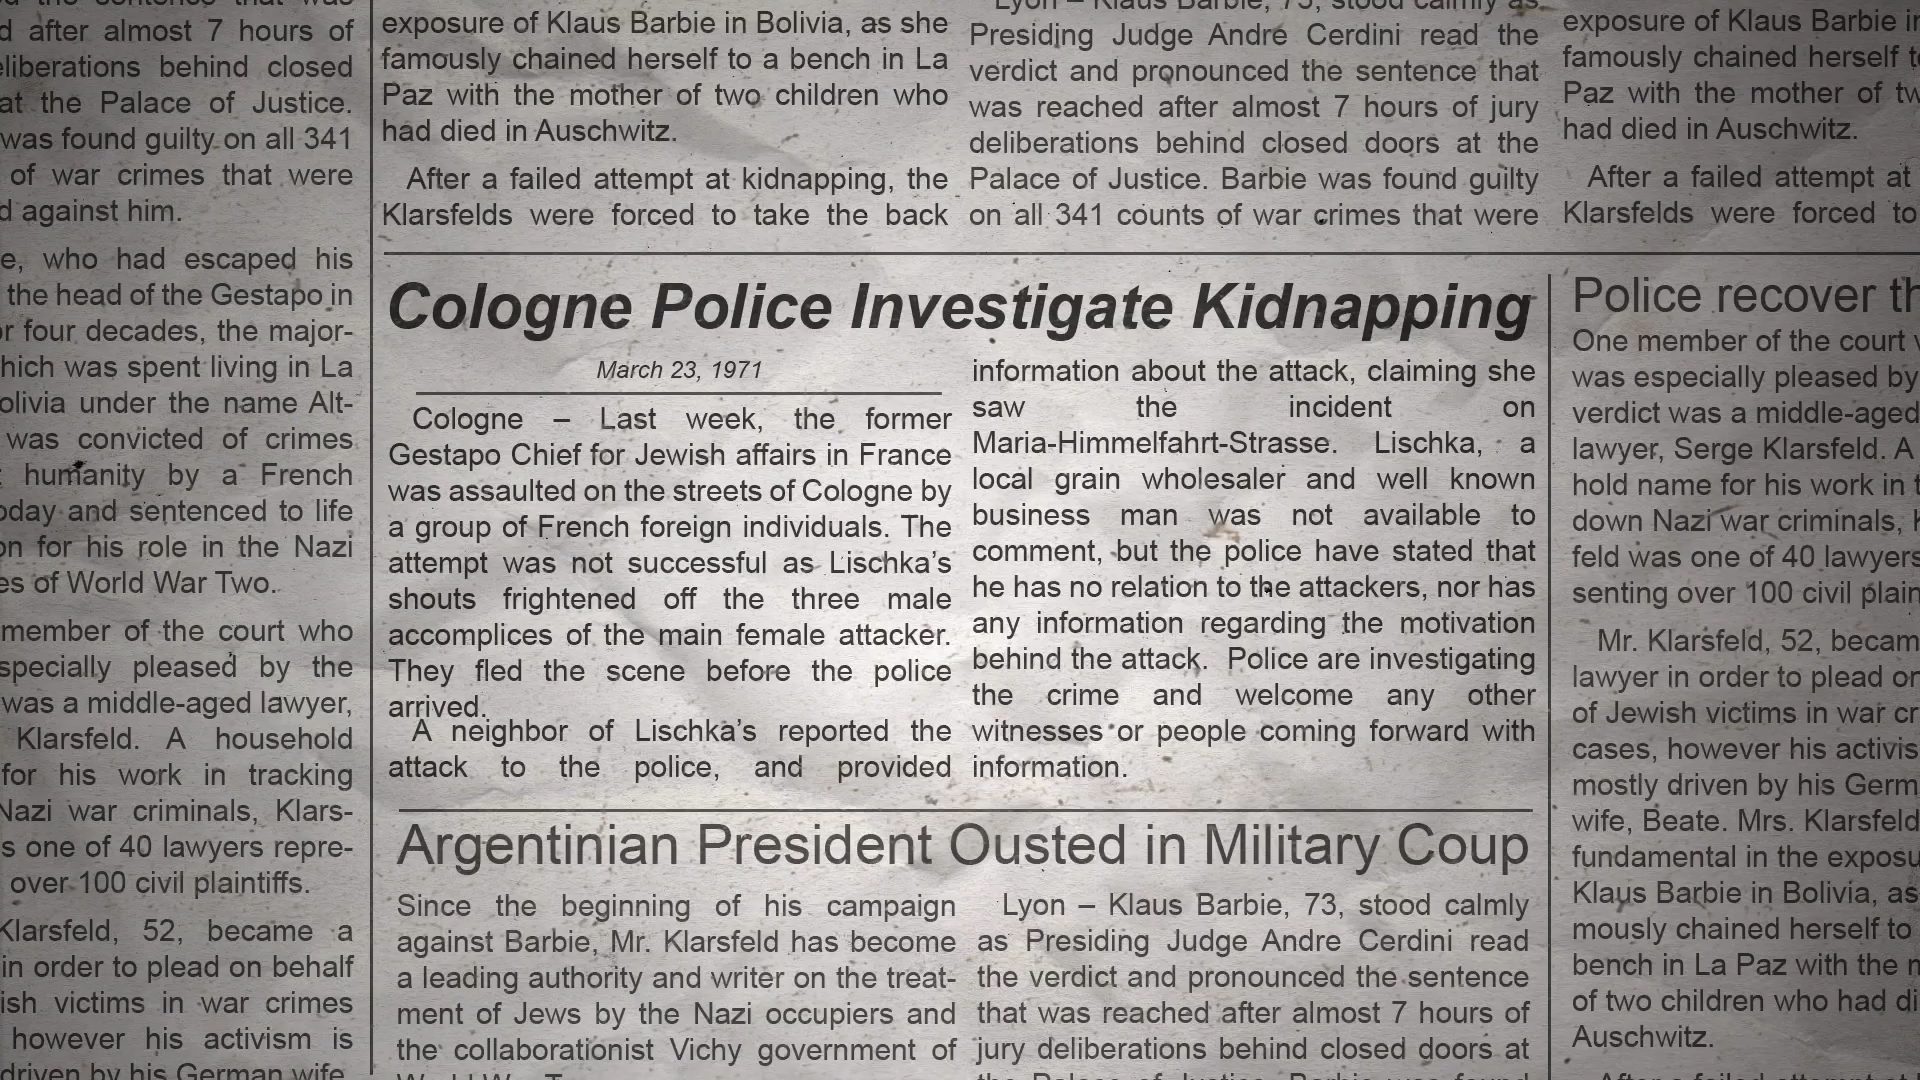 the sentence that was
after almost 7 hours of
deliberations behind closed
at the Palace of Justice.
was found guilty on all 341
of war crimes that were
against him.
who had escaped his
the head of the Gestapo in
four decades, the major-
which was spent living in La
Bolivia under the name Alt-
was convicted of crimes
humanity by a French
today and sentenced to life
for his role in the Nazi
of World War Two.
member of the court who
especially pleased by the
was a middle-aged lawyer,
Klarsfeld. A household
for his work in tracking
Nazi war criminals, Klars-
one of 40 lawyers repre-
over 100 civil plaintiffs.
Klarsfeld, 52, became a
in order to plead on behalf
victims in war crimes
however his activism is
driven by his German wife,
exposure of Klaus Barbie in Bolivia, as she
famously chained herself to a bench in La
Paz with the mother of two children who
had died in Auschwitz.
After a failed attempt at kidnapping, the
Klarsfelds were forced to take the back
Lyon – Klaus Barbie, 73, stood calmly as
Presiding Judge Andre Cerdini read the
verdict and pronounced the sentence that
was reached after almost 7 hours of jury
deliberations behind closed doors at the
Palace of Justice. Barbie was found guilty
on all 341 counts of war crimes that were
exposure of Klaus Barbie in
famously chained herself
Paz with the mother of
had died in Auschwitz.
After a failed attempt at
Klarsfelds were forced to
Cologne Police Investigate Kidnapping
March 23, 1971
Cologne – Last week, the former
Gestapo Chief for Jewish affairs in France
was assaulted on the streets of Cologne by
a group of French foreign individuals. The
attempt was not successful as Lischka’s
shouts frightened off the three male
accomplices of the main female attacker.
They fled the scene before the police
arrived.
A neighbor of Lischka’s reported the
attack to the police, and provided
information about the attack, claiming she
saw the incident on
Maria-Himmelfahrt-Strasse. Lischka, a
local grain wholesaler and well known
business man was not available to
comment, but the police have stated that
he has no relation to the attackers, nor has
any information regarding the motivation
behind the attack. Police are investigating
the crime and welcome any other
witnesses or people coming forward with
information.
Argentinian President Ousted in Military Coup
Since the beginning of his campaign
against Barbie, Mr. Klarsfeld has become
a leading authority and writer on the treat-
ment of Jews by the Nazi occupiers and
the collaborationist Vichy government of
Lyon – Klaus Barbie, 73, stood calmly
as Presiding Judge Andre Cerdini read
the verdict and pronounced the sentence
that was reached after almost 7 hours of
jury deliberations behind closed doors at
the Palace of Justice. Barbie was found
Police recover
One member of the court
was especially pleased by
verdict was a middle-aged
lawyer, Serge Klarsfeld. A
hold name for his work in
down Nazi war criminals,
feld was one of 40 lawyers
senting over 100 civil
Mr. Klarsfeld, 52, became
lawyer in order to plead
of Jewish victims in war
cases, however his activism
mostly driven by his German
wife, Beate. Mrs. Klarsfeld
fundamental in the exposure
Klaus Barbie in Bolivia, as
mously chained herself to
bench in La Paz with the
of two children who had
Auschwitz.
After a failed attempt